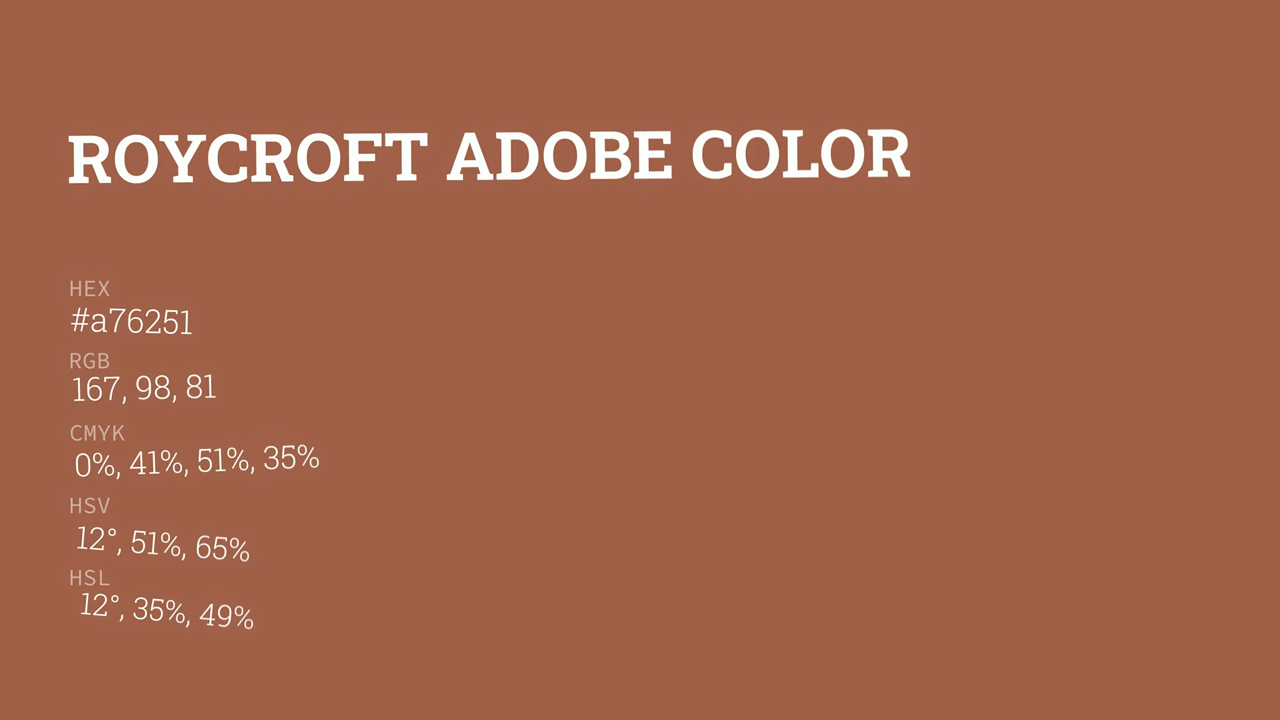 ROYCROFT ADOBE COLOR
HEX
#a76251
RGB
167, 98, 81
CMYK
0%, 41%, 51%, 35%
HSV
12°, 51%, 65%
HSL
12°, 35%, 49%